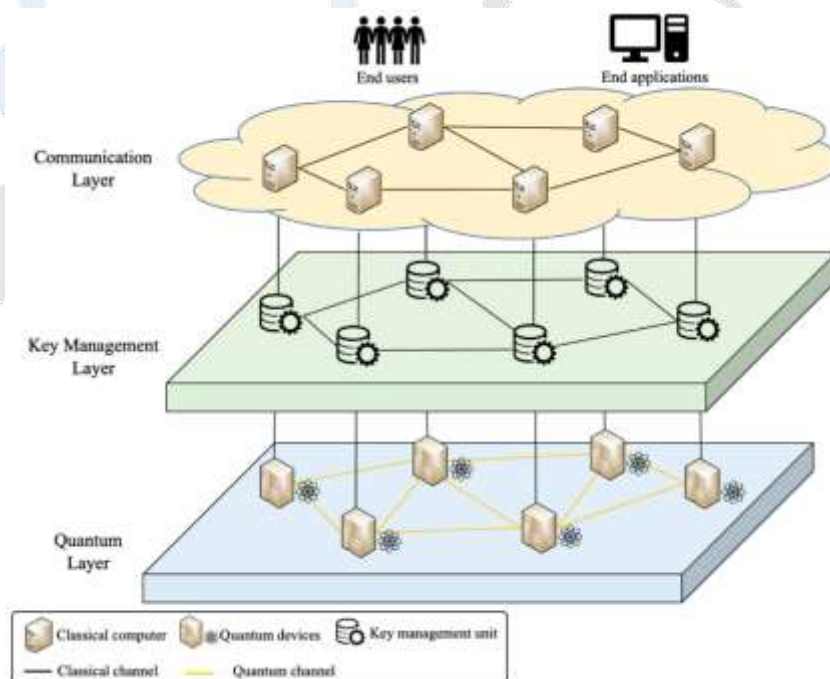 End users
End applications
Communication
Layer
Key Management
Layer
Quantum
Layer
Classical computer
Quantum devices
Key management unit
Classical channel
Quantum channel